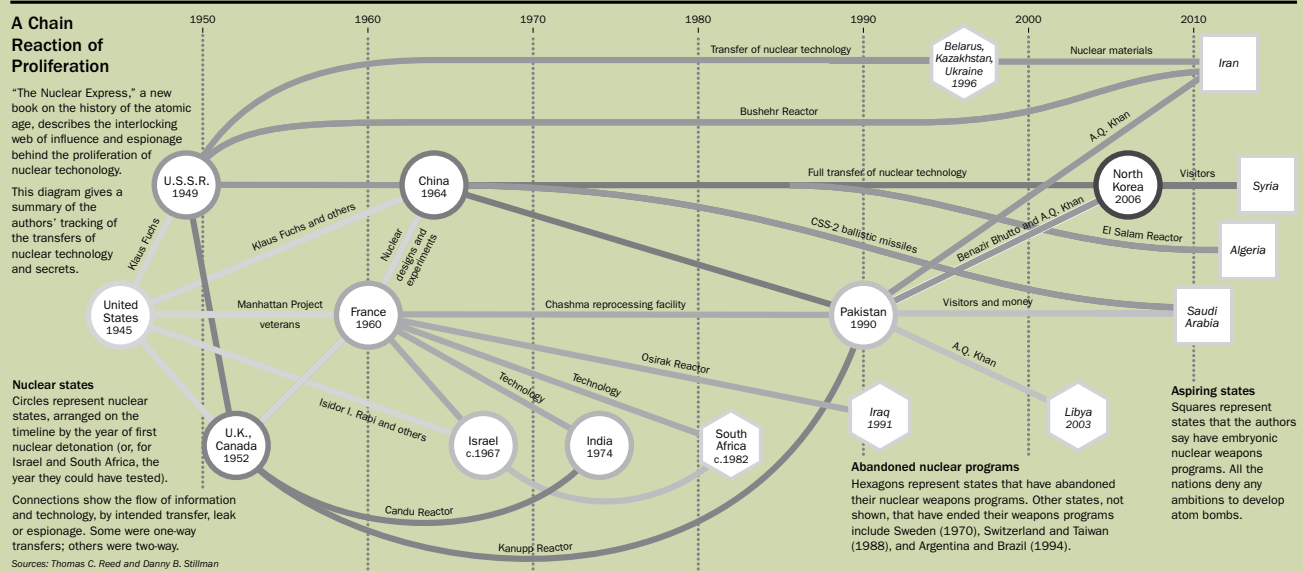 A Chain
Reaction of
Proliferation
“The Nuclear Express,” a new
book on the history of the atomic
age, describes the interlocking
web of influence and espionage
behind the proliferation of
nuclear techonology.
This diagram gives a
summary of the
authors’ tracking of
the transfers of
nuclear technology
and secrets.
1950
1960
1970
1980
1990
2000
2010
Transfer of nuclear technology
Belarus,
Kazakhstan,
Ukraine
1996
Nuclear materials
Iran
Bushehr Reactor
A.Q. Khan
U.S.S.R.
1949
China
1964
Full transfer of nuclear technology
North
Korea
2006
Visitors
Syria
Klaus Fuchs
Klaus Fuchs and others
Nuclear
designs and
experiments
CSS-2 ballistic missiles
Benazir Bhutto and A.Q. Khan
El Salam Reactor
Algeria
United
States
1945
Manhattan Project
veterans
France
1960
Chashma reprocessing facility
Pakistan
1990
Visitors and money
Saudi
Arabia
Osirak Reactor
A.Q. Khan
Technology
Technology
Isidor I. Rabi and others
U.K.,
Canada
1952
Israel
c.1967
India
1974
South
Africa
c.1982
Iraq
1991
Libya
2003
Candu Reactor
Kanupp Reactor
Nuclear states
Circles represent nuclear
states, arranged on the
timeline by the year of first
nuclear detonation (or, for
Israel and South Africa, the
year they could have tested).
Connections show the flow of information
and technology, by intended transfer, leak
or espionage. Some were one-way
transfers; others were two-way.
Sources: Thomas C. Reed and Danny B. Stillman
Abandoned nuclear programs
Hexagons represent states that have abandoned
their nuclear weapons programs. Other states, not
shown, that have ended their weapons programs
include Sweden (1970), Switzerland and Taiwan
(1988), and Argentina and Brazil (1994).
Aspiring states
Squares represent
states that the authors
say have embryonic
nuclear weapons
programs. All the
nations deny any
ambitions to develop
atom bombs.